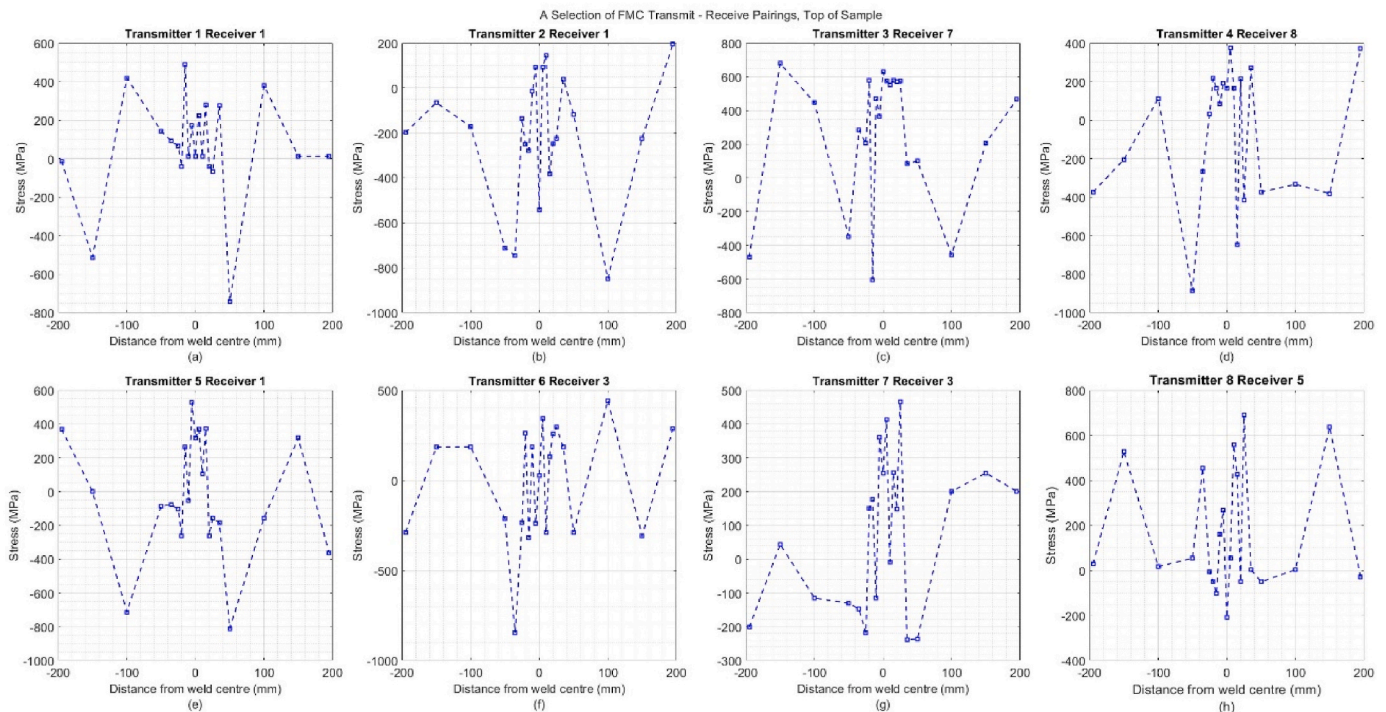 A Selection of FMC Transmit - Receive Pairings, Top of Sample
Transmitter 1 Receiver 1
600
400
200
0
-200
-400
-600
-800
Stress (MPa)
-200 -100 0 100 200
Distance from weld centre (mm)
(a)
Transmitter 2 Receiver 1
200
0
-200
-400
-600
-800
-1000
Stress (MPa)
-200 -100 0 100 200
Distance from weld centre (mm)
(b)
Transmitter 3 Receiver 7
800
600
400
200
0
-200
-400
-600
-800
Stress (MPa)
-200 -100 0 100 200
Distance from weld centre (mm)
(c)
Transmitter 4 Receiver 8
400
200
0
-200
-400
-600
-800
-1000
Stress (MPa)
-200 -100 0 100 200
Distance from weld centre (mm)
(d)
Transmitter 5 Receiver 1
600
400
200
0
-200
-400
-600
-800
-1000
Stress (MPa)
-200 -100 0 100 200
Distance from weld centre (mm)
(e)
Transmitter 6 Receiver 3
500
0
-500
-1000
Stress (MPa)
-200 -100 0 100 200
Distance from weld centre (mm)
(f)
Transmitter 7 Receiver 3
500
400
300
200
100
0
-100
-200
-300
Stress (MPa)
-200 -100 0 100 200
Distance from weld centre (mm)
(g)
Transmitter 8 Receiver 5
800
600
400
200
0
-200
-400
Stress (MPa)
-200 -100 0 100 200
Distance from weld centre (mm)
(h)